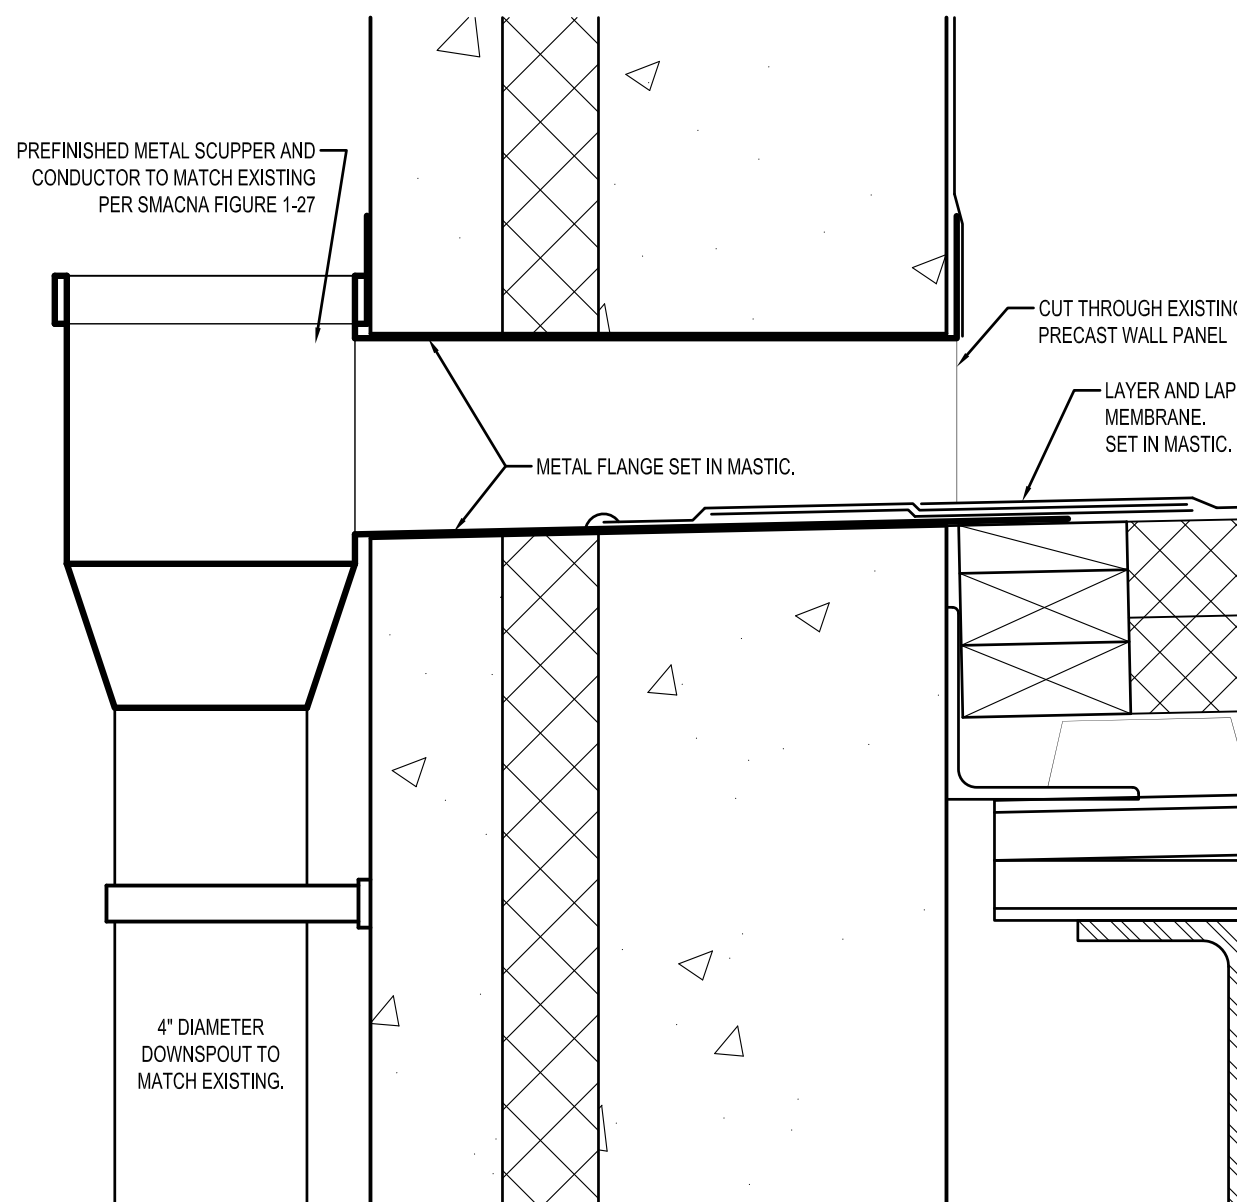 PREFINISHED METAL SCUPPER AND
CONDUCTOR TO MATCH EXISTING
PER SMACNA FIGURE 1-27
CUT THROUGH EXISTING
PRECAST WALL PANEL
LAYER AND LAP
MEMBRANE.
SET IN MASTIC.
METAL FLANGE SET IN MASTIC.
4" DIAMETER
DOWNSPOUT TO
MATCH EXISTING.